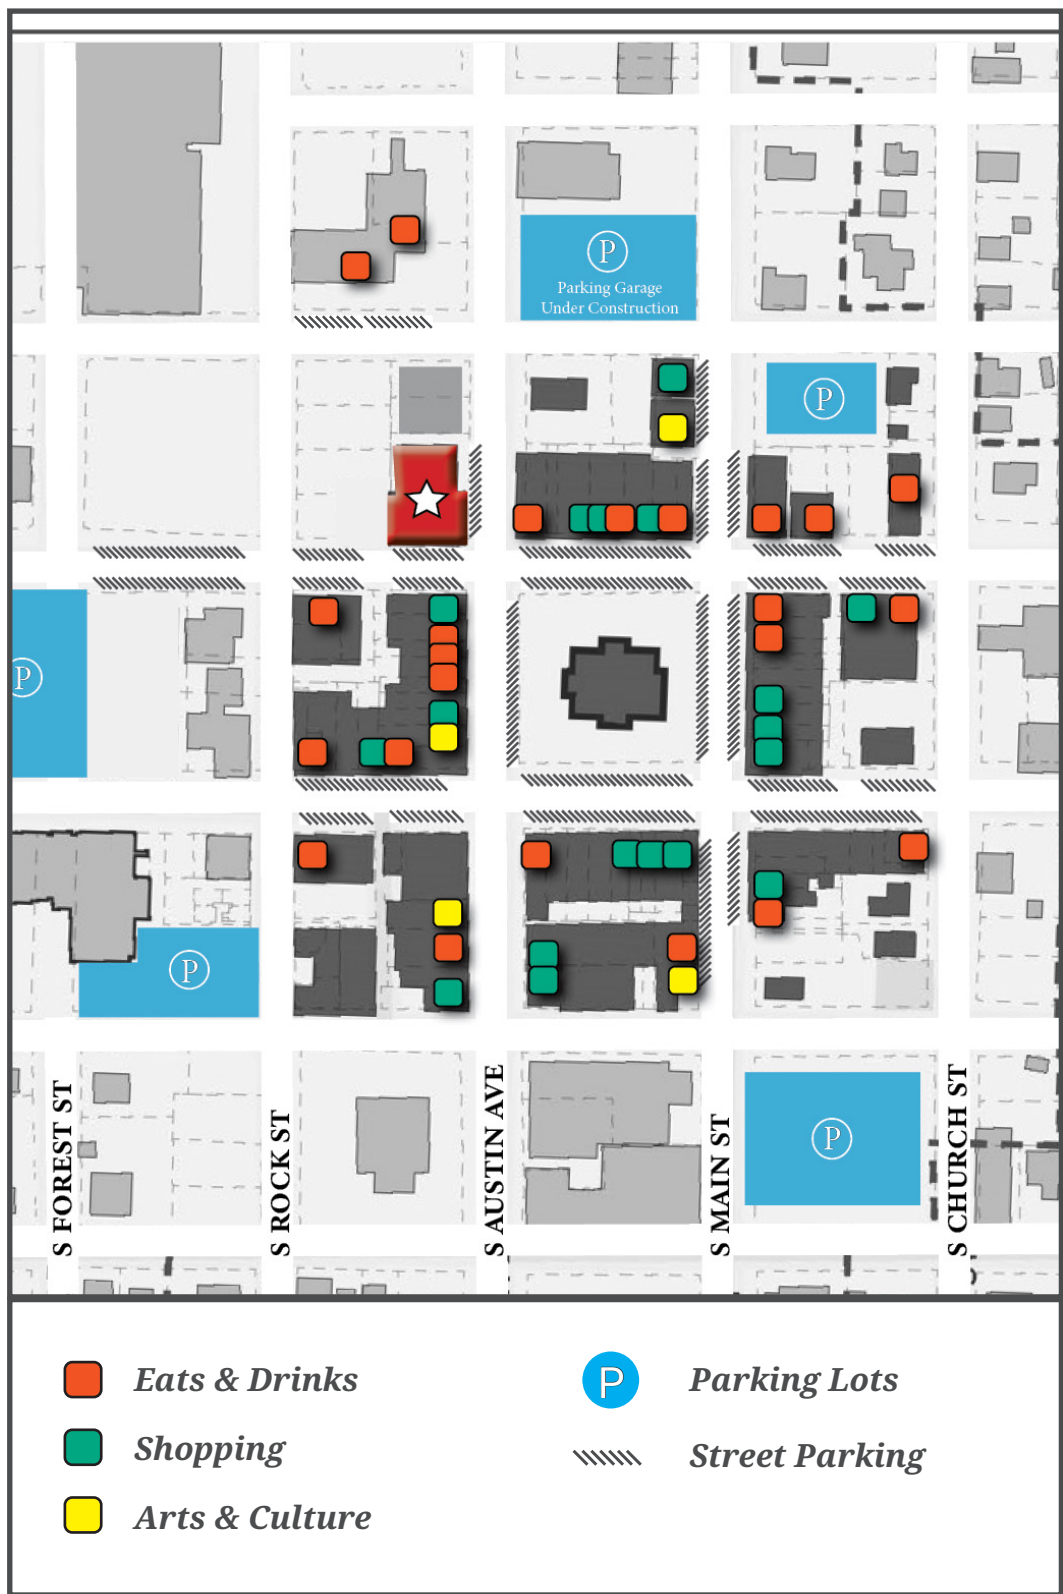 P
Parking Garage
Under Construction
P
P
P
S FOREST ST
S ROCK ST
S AUSTIN AVE
S MAIN ST
S CHURCH ST
P
Eats & Drinks
P Parking Lots
Shopping
Street Parking
Arts & Culture